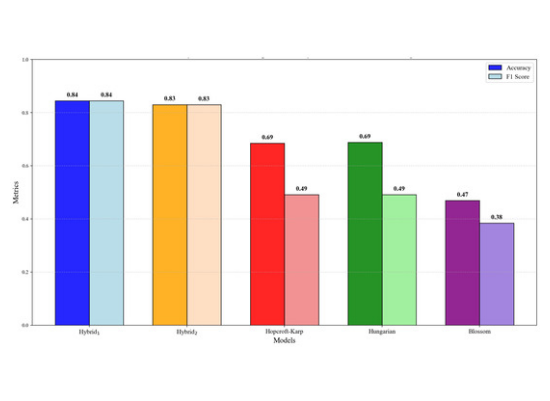 1.0
Accuracy
F1 Score
0.84 0.84
0.83 0.83
0.8
0.69 0.69
0.6
0.49 0.49
0.47
0.4
0.38
0.2
0.0
Metrics
Hybrid₁ Hybrid₂ Hopcroft-Karp Hungarian Blossom
Models